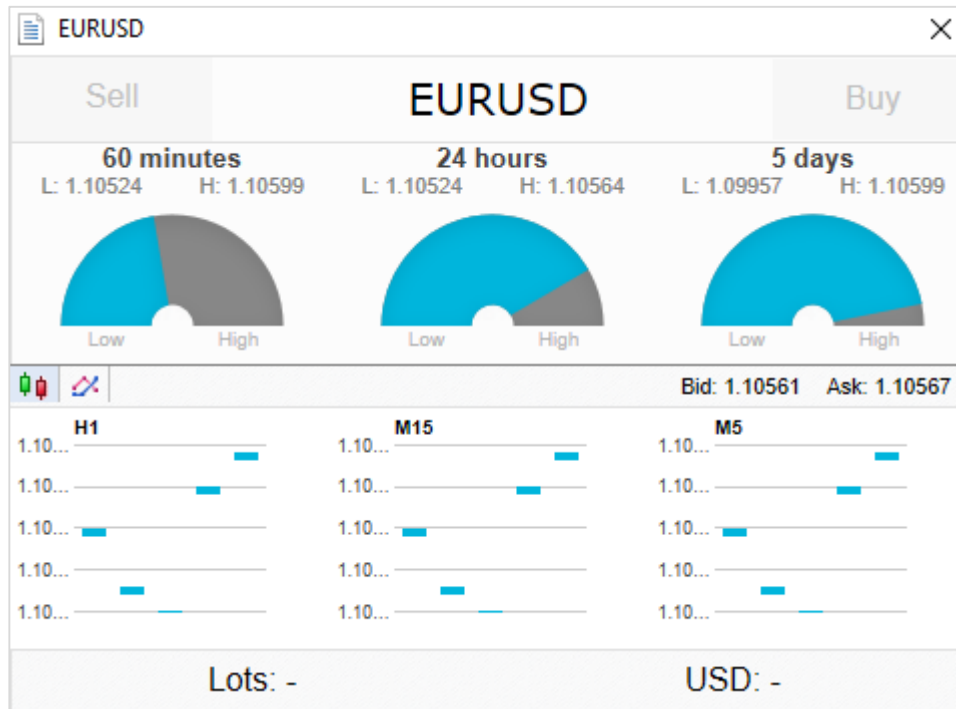 EURUSD
Sell EURUSD Buy
60 minutes 24 hours 5 days
L: 1.10524 H: 1.10599 L: 1.10524 H: 1.10564 L: 1.09957 H: 1.10599
Low High Low High Low High
Bid: 1.10561 Ask: 1.10567
H1 M15 M5
1.10... 1.10... 1.10...
1.10... 1.10... 1.10...
1.10... 1.10... 1.10...
1.10... 1.10... 1.10...
1.10... 1.10... 1.10...
Lots: - USD: -